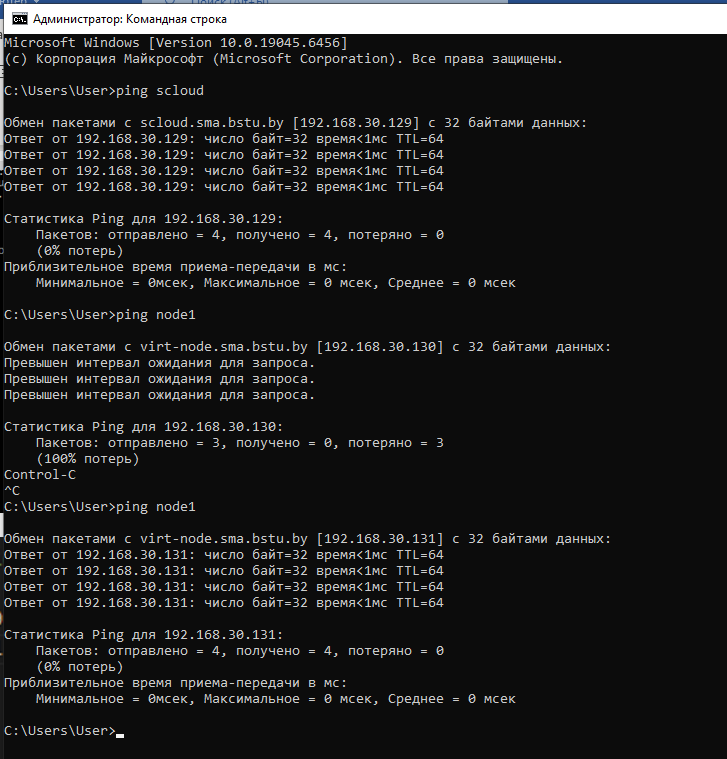 Администратор: Командная строка
Microsoft Windows [Version 10.0.19045.6456]
(c) Корпорация Майкрософт (Microsoft Corporation). Все права защищены.
C:\Users\User>ping scloud
Обмен пакетами с scloud.sma.bstu.by [192.168.30.129] с 32 байтами данных:
Ответ от 192.168.30.129: число байт=32 время<1мс TTL=64
Ответ от 192.168.30.129: число байт=32 время<1мс TTL=64
Ответ от 192.168.30.129: число байт=32 время<1мс TTL=64
Ответ от 192.168.30.129: число байт=32 время<1мс TTL=64
Статистика Ping для 192.168.30.129:
Пакетов: отправлено = 4, получено = 4, потеряно = 0
(0% потерь)
Приблизительное время приема-передачи в мс:
Минимальное = 0мсек, Максимальное = 0 мсек, Среднее = 0 мсек
C:\Users\User>ping node1
Обмен пакетами с virt-node.sma.bstu.by [192.168.30.130] с 32 байтами данных:
Превышен интервал ожидания для запроса.
Превышен интервал ожидания для запроса.
Превышен интервал ожидания для запроса.
Статистика Ping для 192.168.30.130:
Пакетов: отправлено = 3, получено = 0, потеряно = 3
(100% потерь)
Control-C
^C
C:\Users\User>ping node1
Обмен пакетами с virt-node.sma.bstu.by [192.168.30.131] с 32 байтами данных:
Ответ от 192.168.30.131: число байт=32 время<1мс TTL=64
Ответ от 192.168.30.131: число байт=32 время<1мс TTL=64
Ответ от 192.168.30.131: число байт=32 время<1мс TTL=64
Ответ от 192.168.30.131: число байт=32 время<1мс TTL=64
Статистика Ping для 192.168.30.131:
Пакетов: отправлено = 4, получено = 4, потеряно = 0
(0% потерь)
Приблизительное время приема-передачи в мс:
Минимальное = 0мсек, Максимальное = 0 мсек, Среднее = 0 мсек
C:\Users\User>